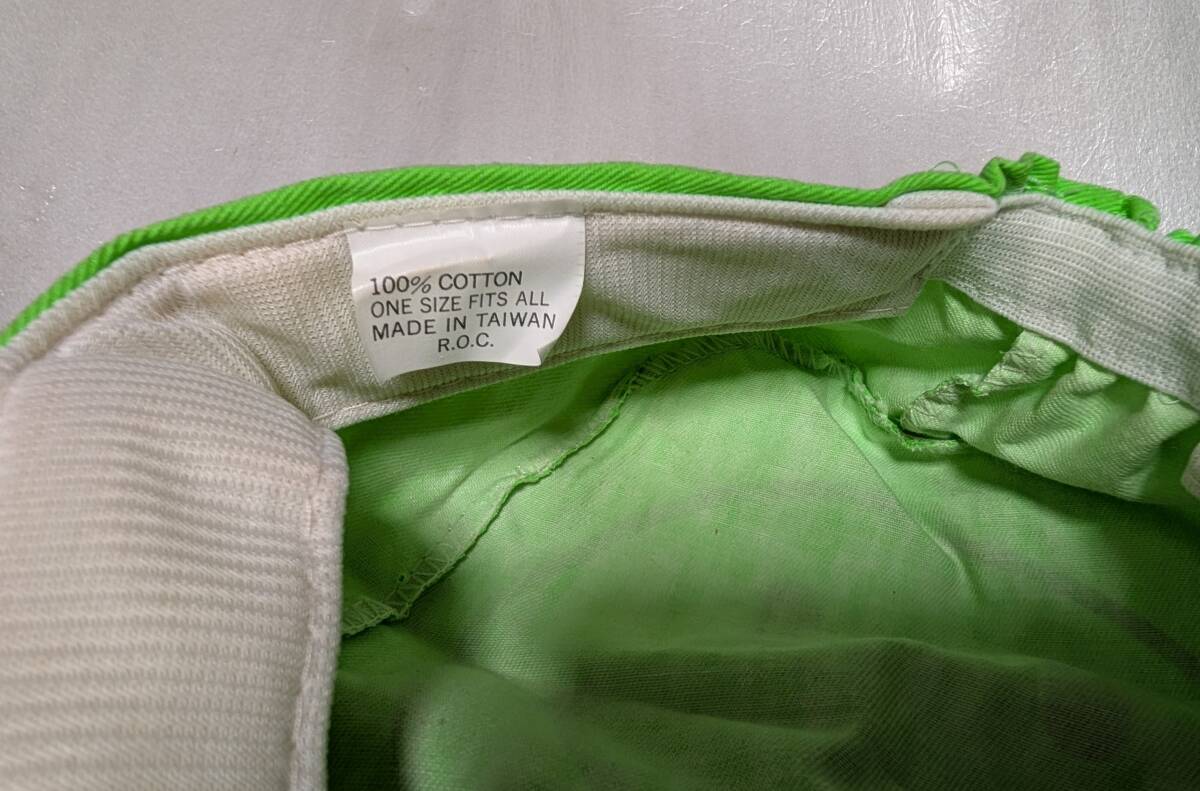 100% COTTON
ONE SIZE FITS ALL
MADE IN TAIWAN
R.O.C.